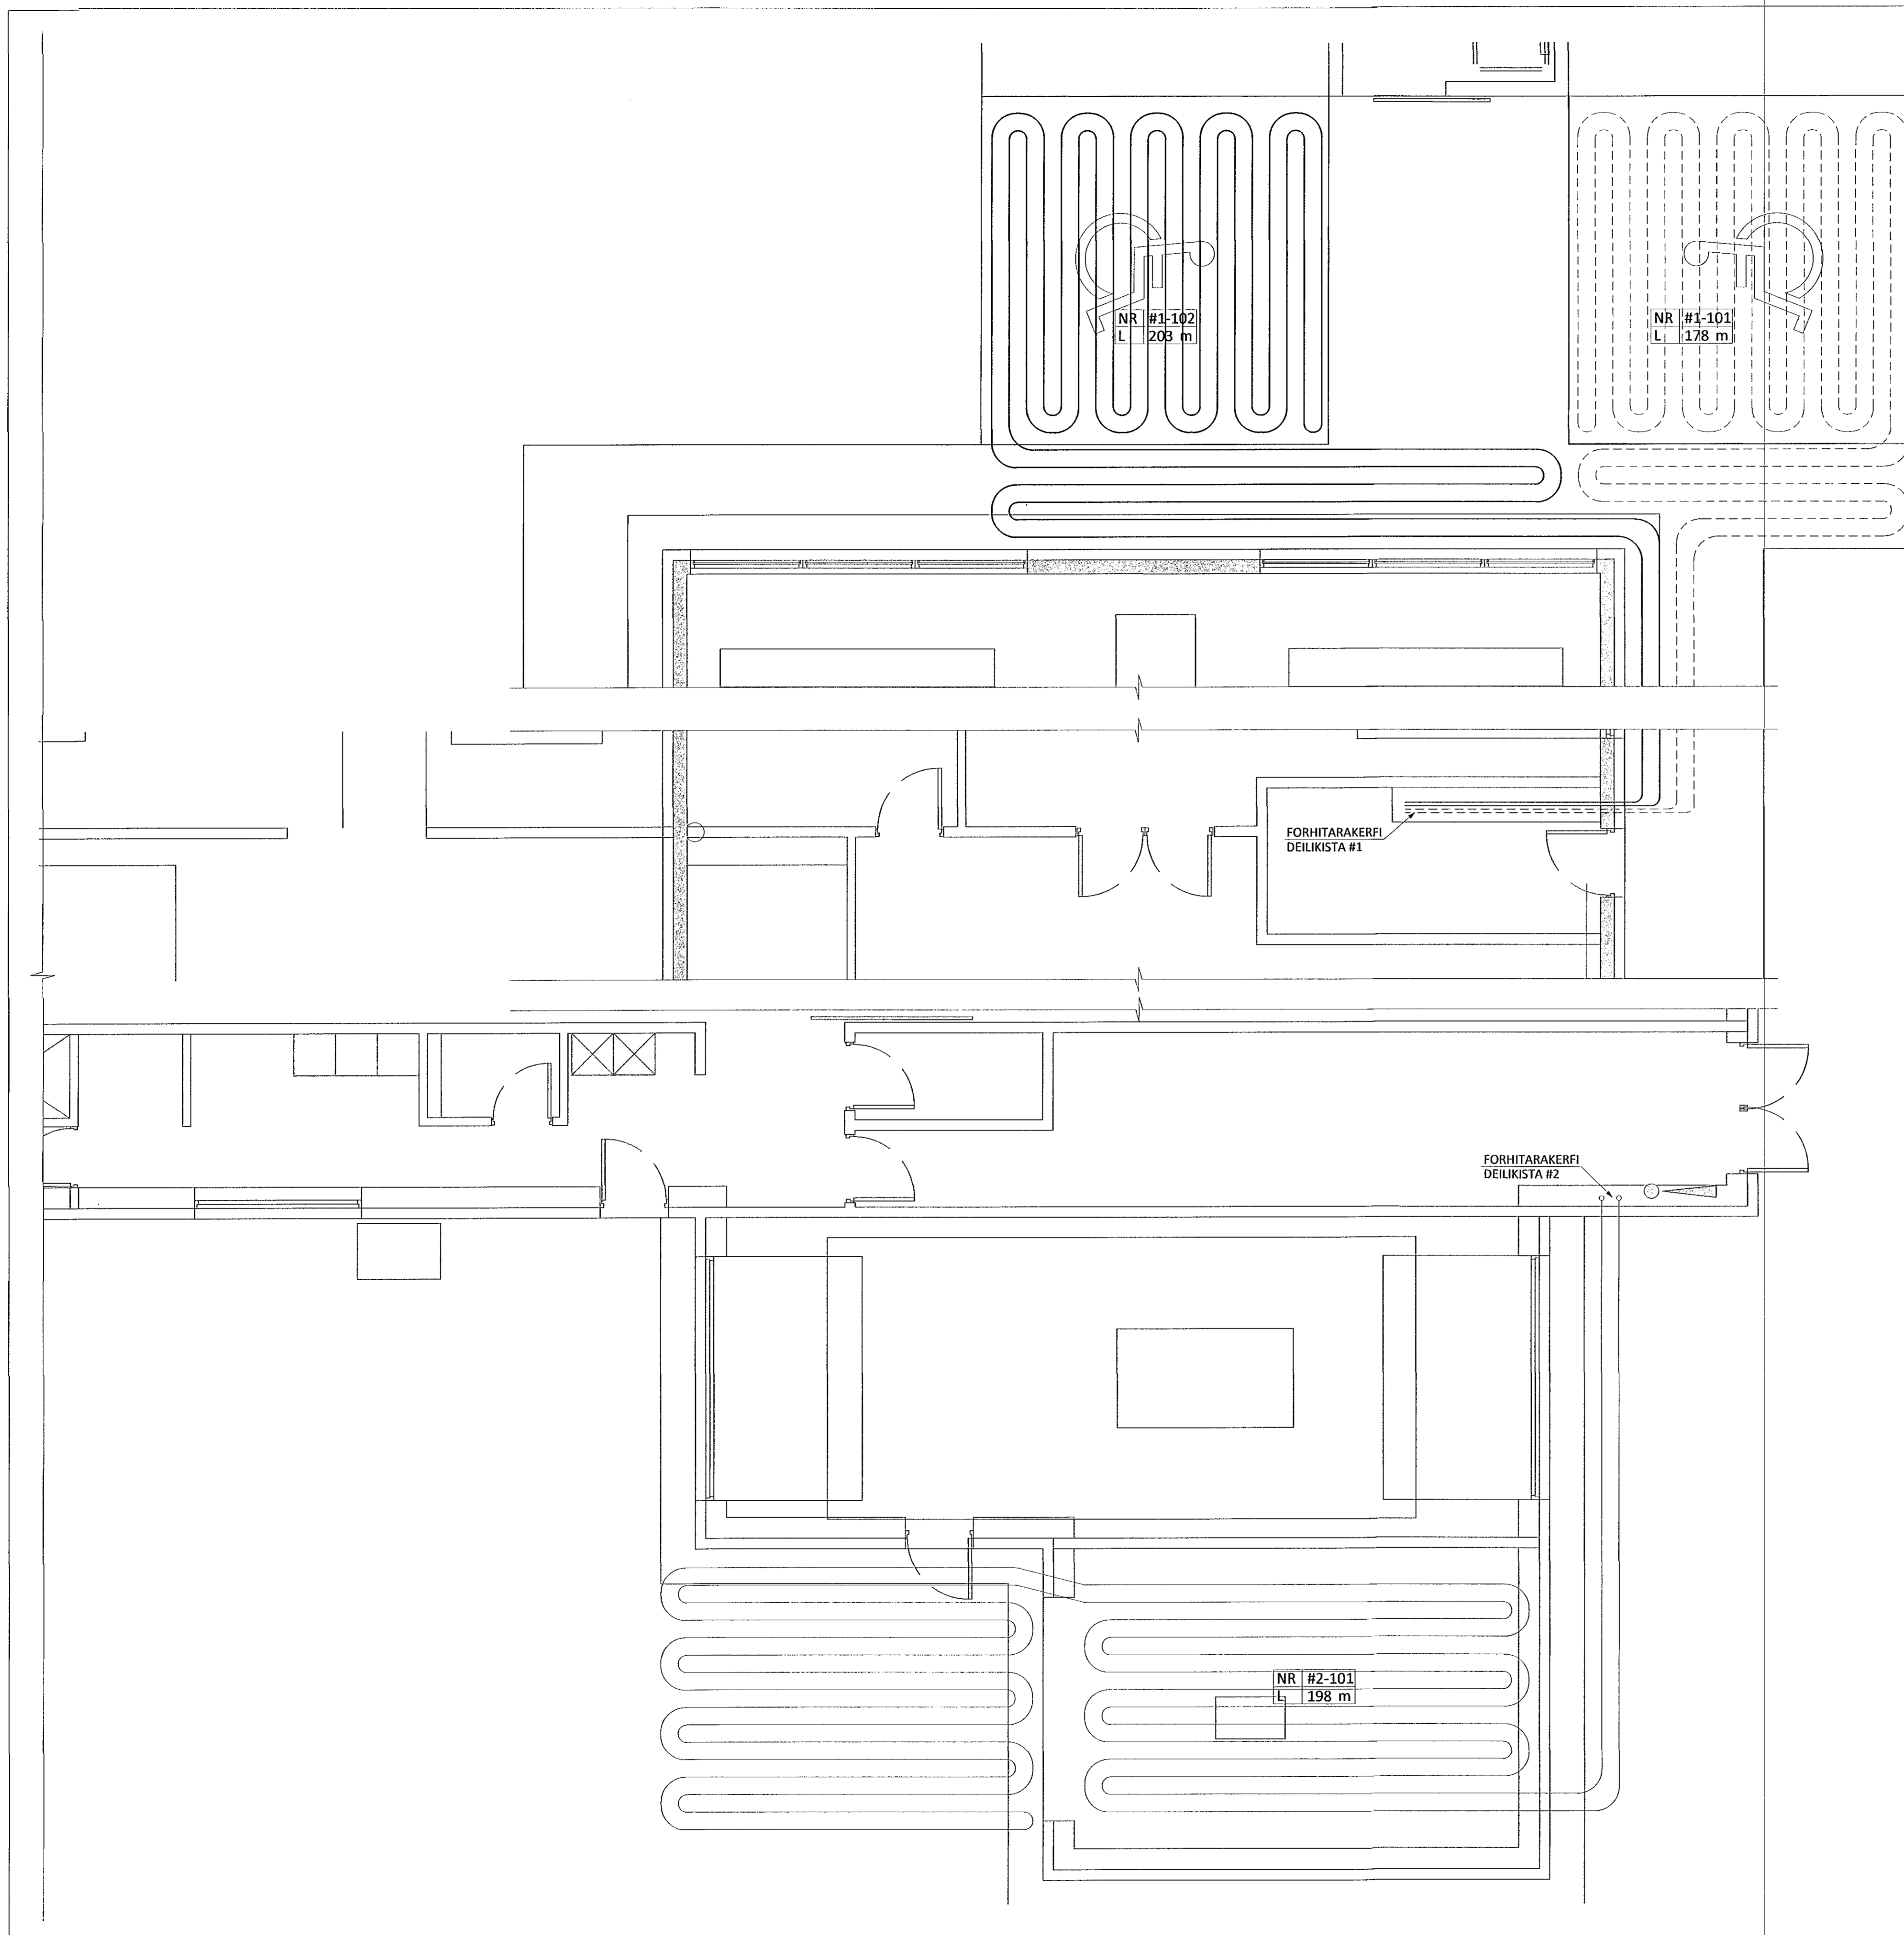 NR #1-102
L 203 m
NR #1-101
L 178 m
FORHITARAKERFI
DEILIKISTA #1
FORHITARAKERFI
DEILIKISTA #2
NR #2-101
L 198 m